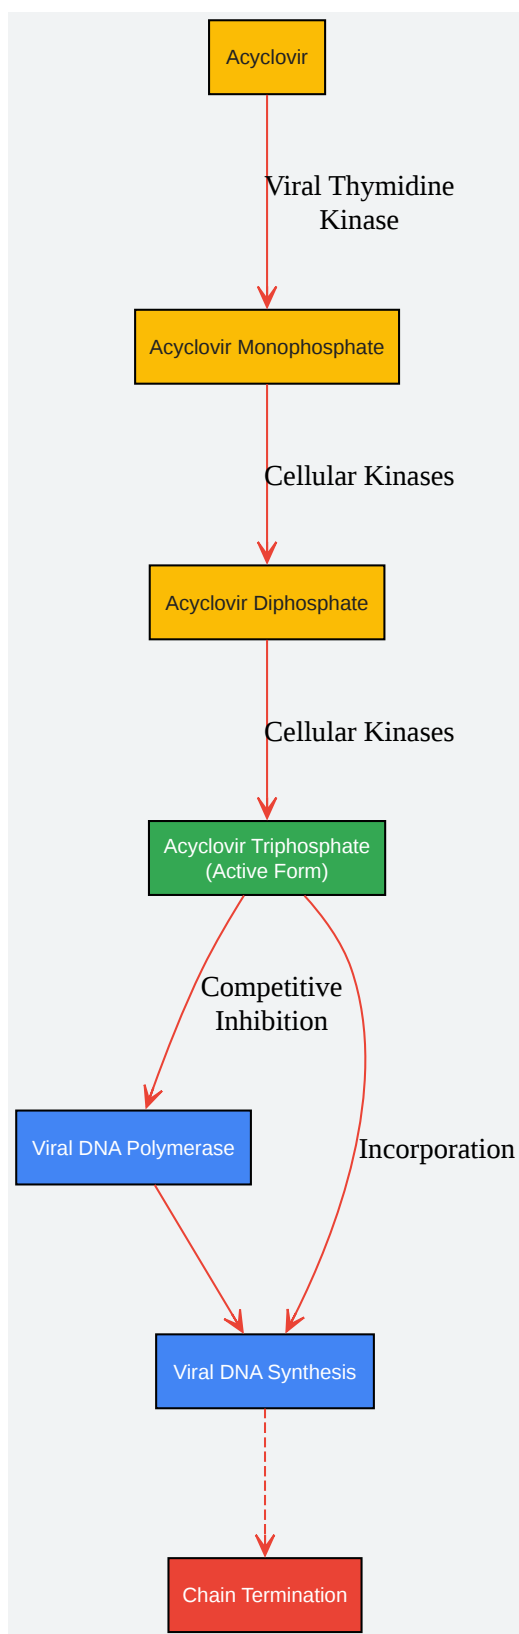 Acyclovir
Viral Thymidine
Kinase
Acyclovir Monophosphate
Cellular Kinases
Acyclovir Diphosphate
Cellular Kinases
Acyclovir Triphosphate
(Active Form)
Competitive
Inhibition
Viral DNA Polymerase
Incorporation
Viral DNA Synthesis
Chain Termination